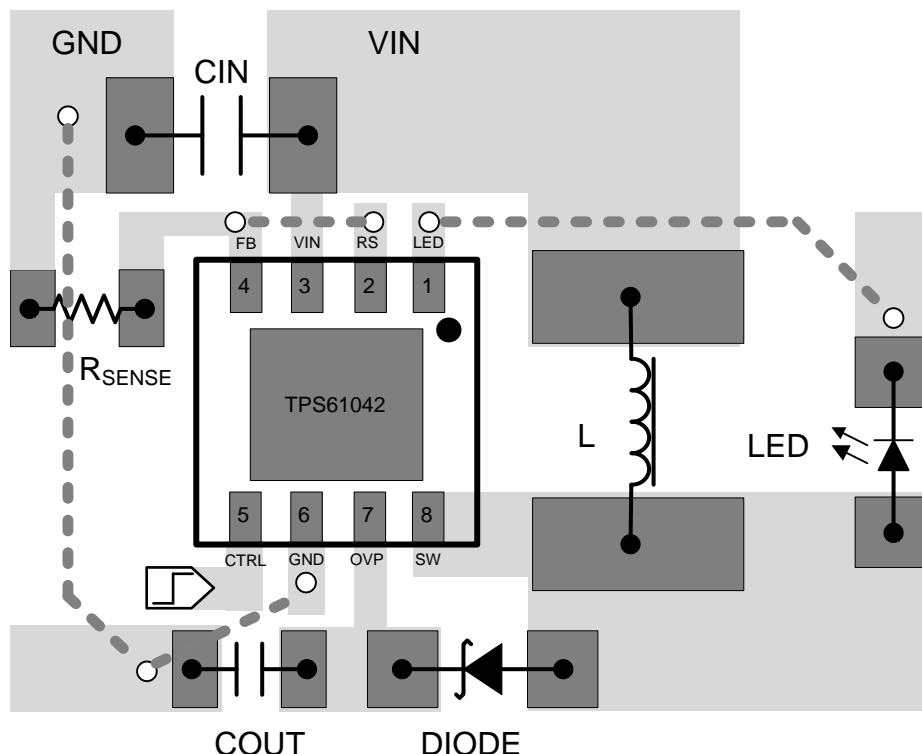 GND
VIN
CIN
FB
VIN
RS
LED
4
3
2
1
R
SENSE
TPS61042
L
LED
5
6
7
8
CTRL
GND
OVP
SW
COUT
DIODE